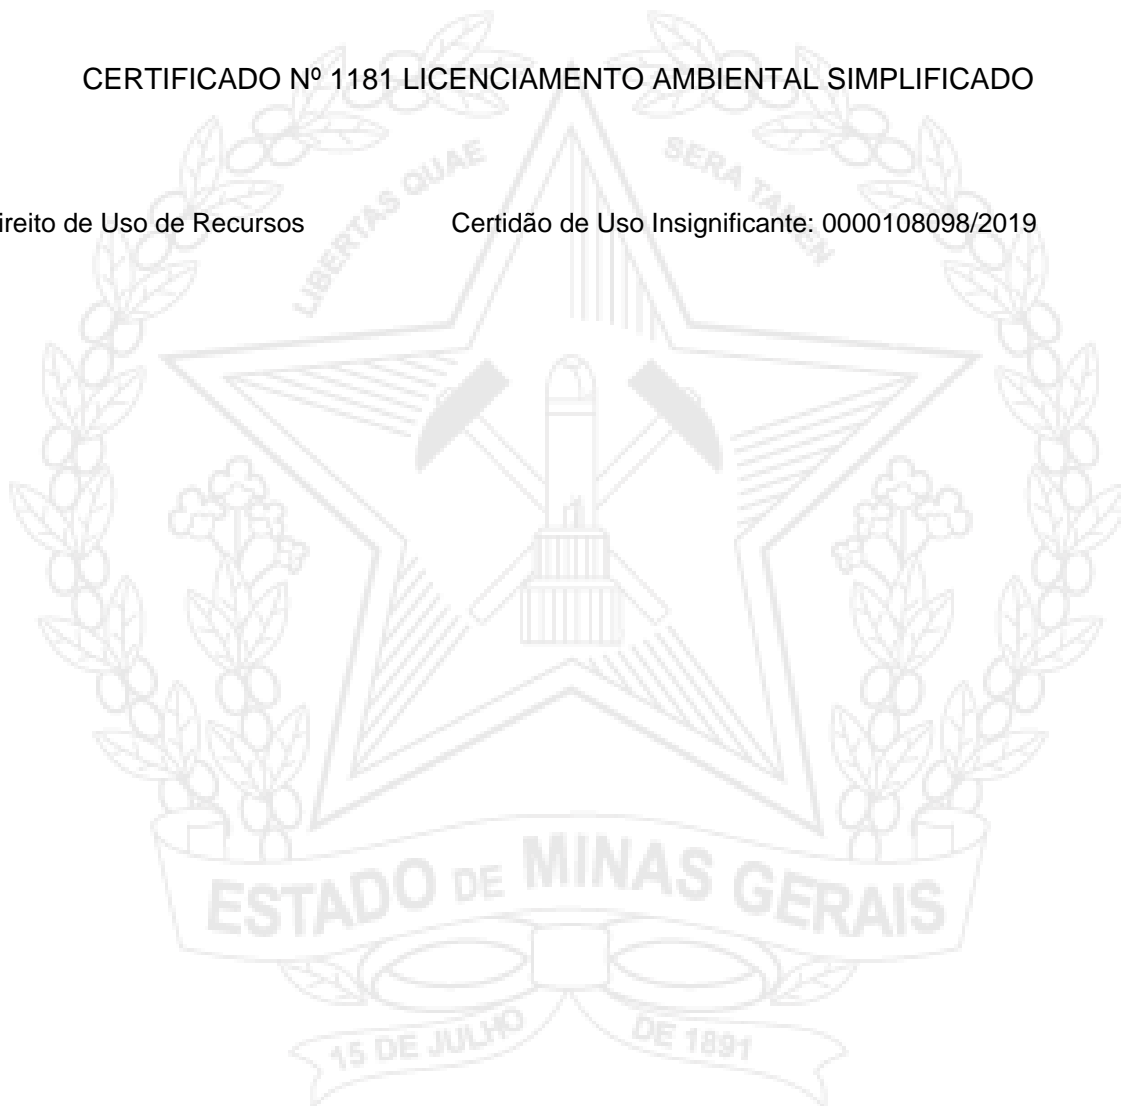 CERTIFICADO Nº 1181 LICENCIAMENTO AMBIENTAL SIMPLIFICADO
LIBERTAS QUAE SERA TAMEN
ireito de Uso de Recursos Certidão de Uso Insignificante: 0000108098/2019
ESTADO DE MINAS GERAIS
15 DE JULHO DE 1891